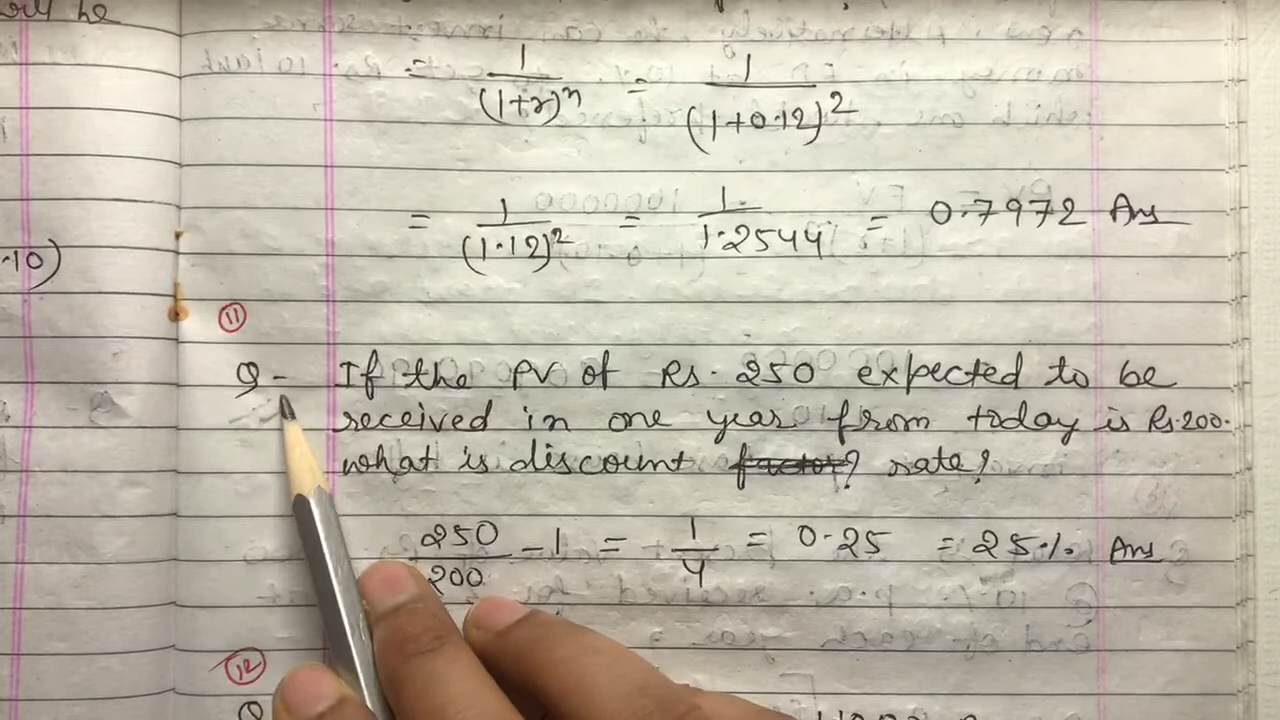 = 1/(1+r)^n = 1/(1+0.12)^2
= 1/(1.12)^2 = 1/1.2544 = 0.7972 Ans
.10)
11
Q- If the PV of Rs. 250 expected to be
received in one year from today is Rs.200.
what is discount factor? rate?
250/200 - 1 = 1/4 = 0.25 = 25% Ans
12
Q